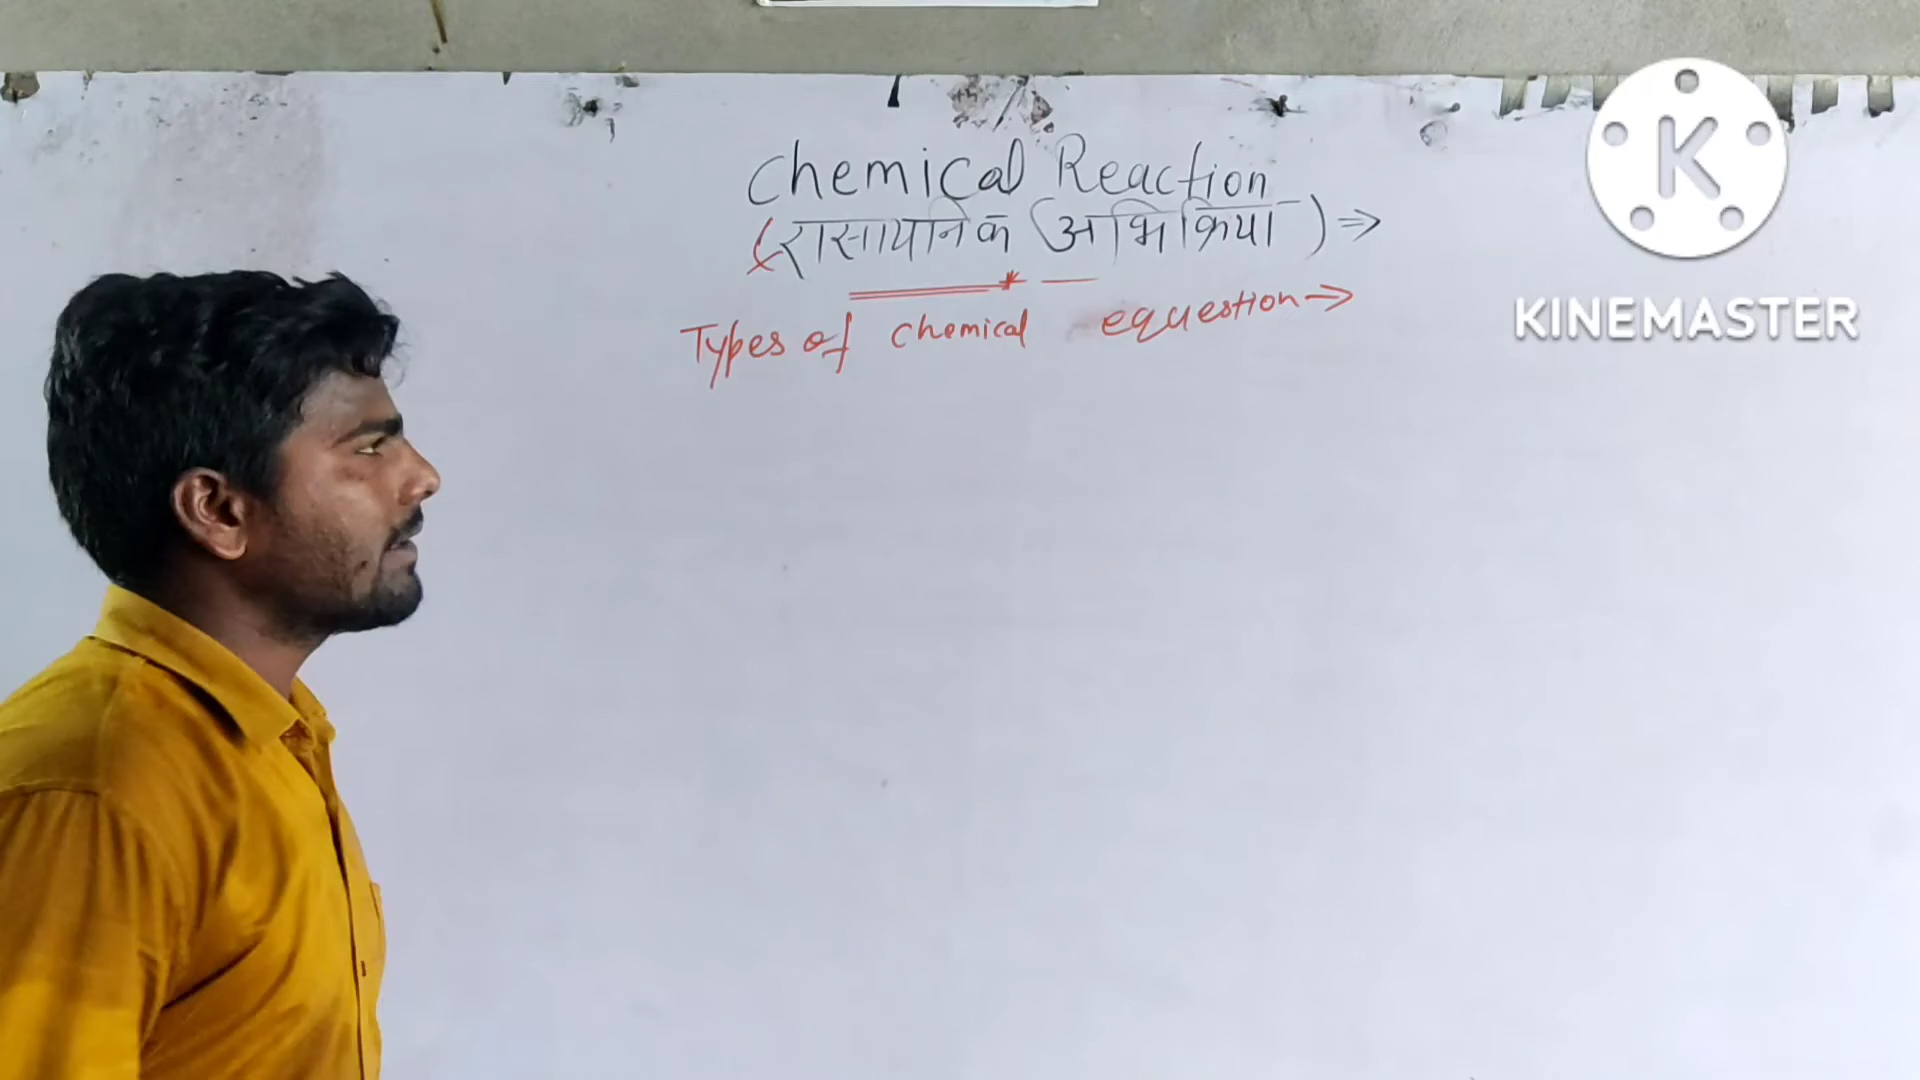 Chemical Reaction
(रासायनिक अभिक्रिया) ⇒
Types of chemical equestion →
K
KINEMASTER